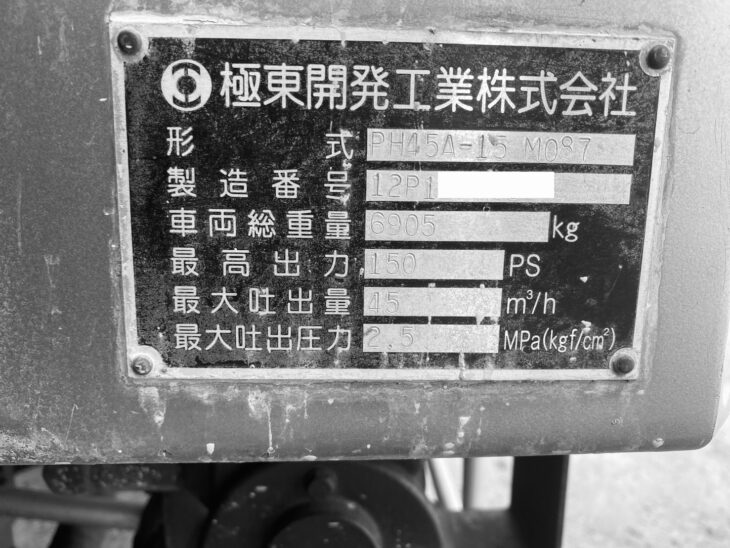 極東開発工業株式会社
形式 PH45A-15 M087
製造番号 12P1
車両総重量 6905 kg
最高出力 150 PS
最大吐出量 45 m³/h
最大吐出圧力 2.5 MPa(kgf/cm²)